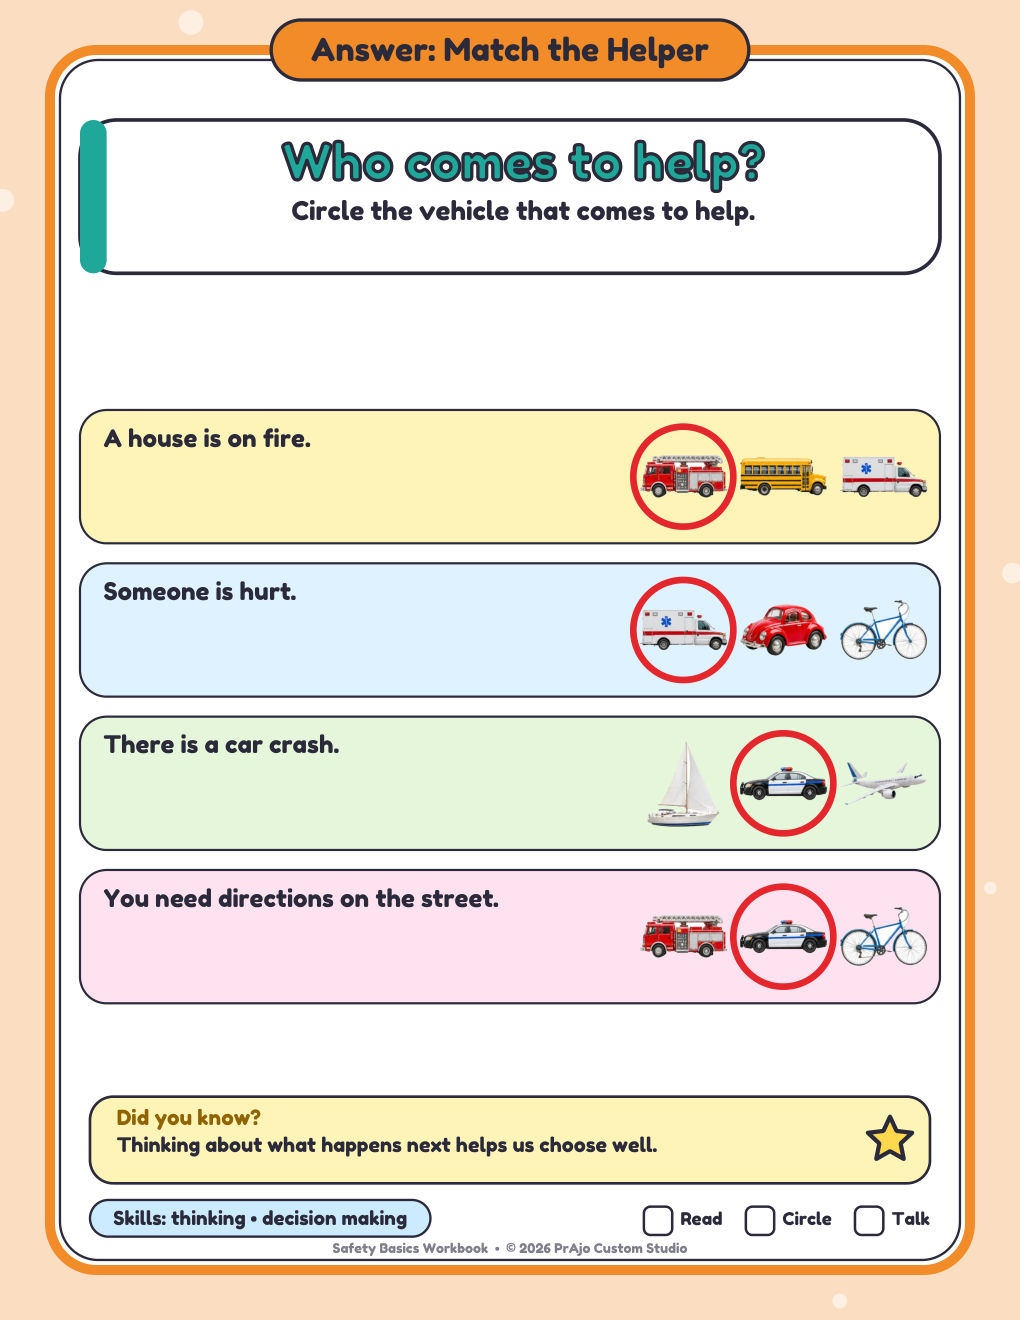 Answer: Match the Helper
Who comes to help?
Circle the vehicle that comes to help.
A house is on fire.
Someone is hurt.
There is a car crash.
You need directions on the street.
Did you know?
Thinking about what happens next helps us choose well.
Skills: thinking • decision making
Read
Circle
Talk
Safety Basics Workbook • © 2026 PrAjo Custom Studio